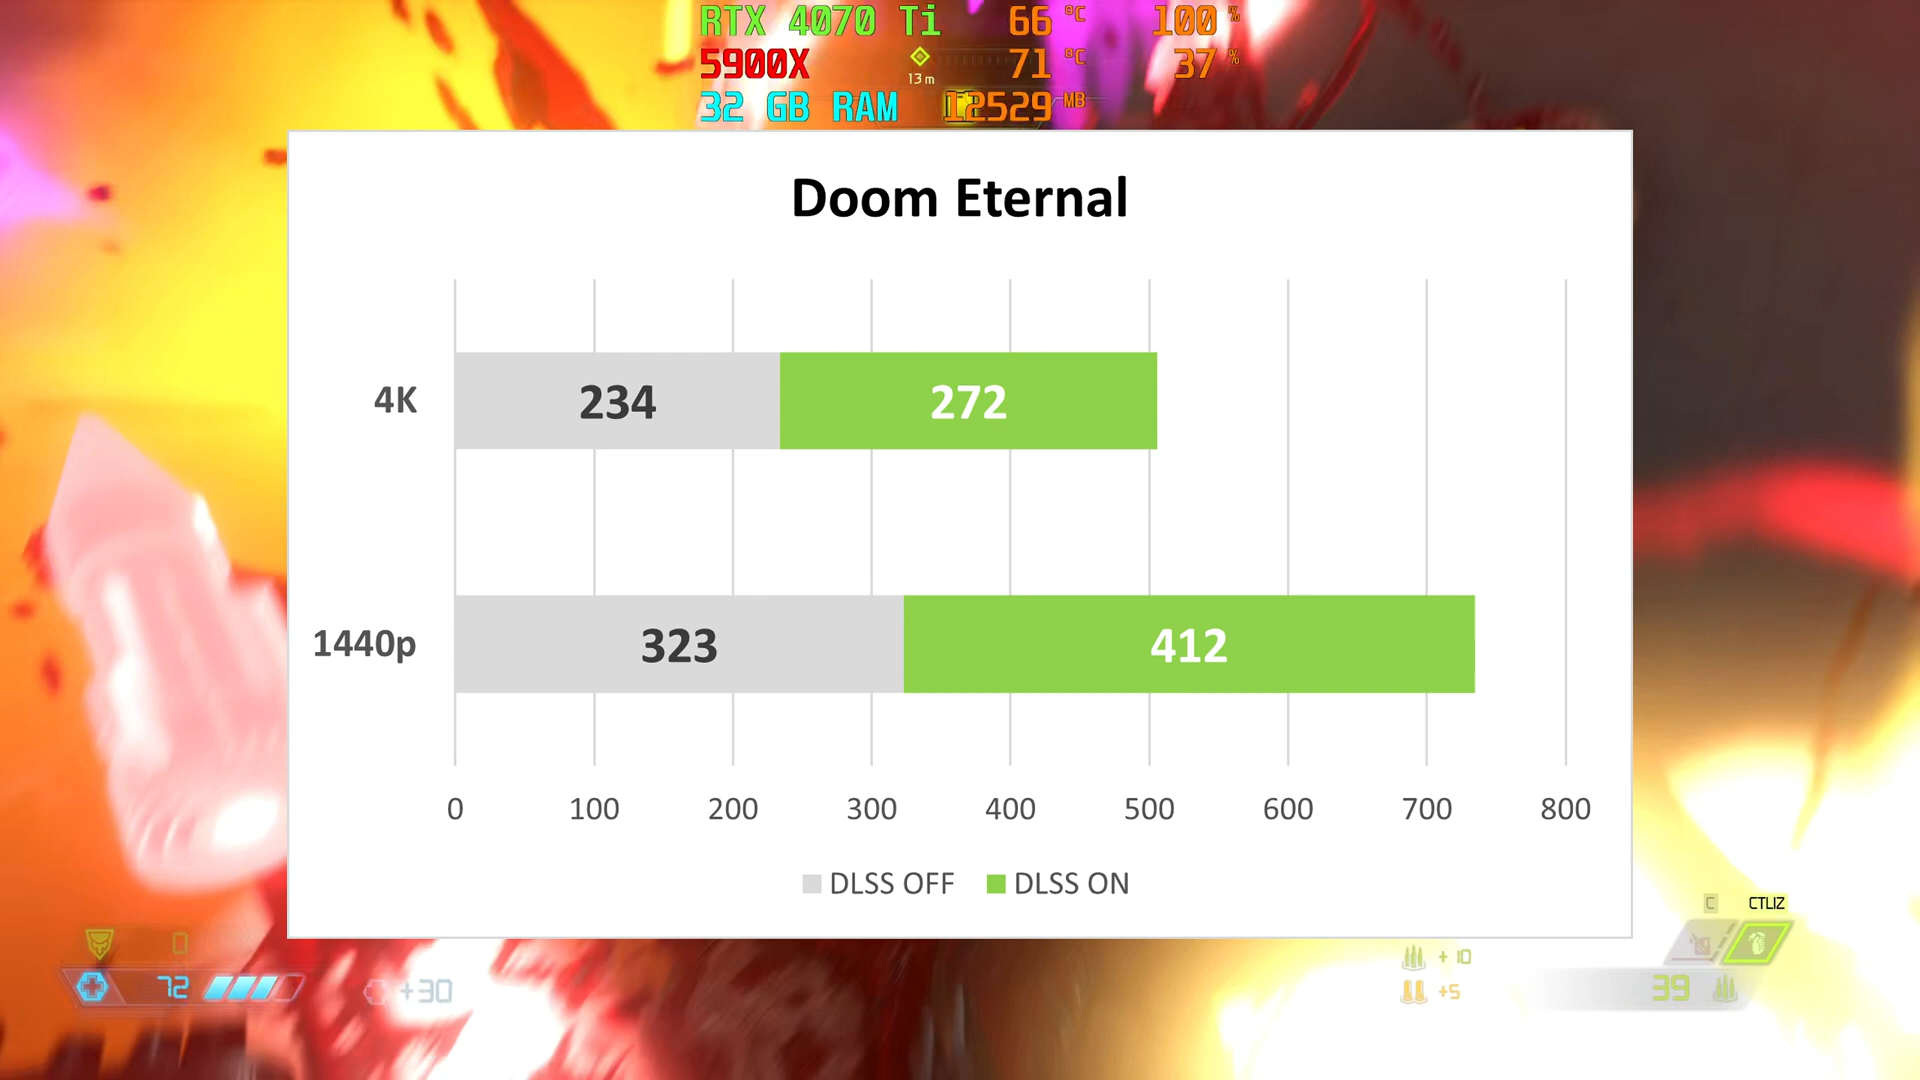 RTX 4070 Ti 66 °C 100 %
5900X 71 °C 37 %
13 m
32 GB RAM 12529 MB
Doom Eternal
4K 234 272
1440p 323 412
0 100 200 300 400 500 600 700 800
DLSS OFF DLSS ON
C CTLIZ
0
72 +30
+10
+5
39